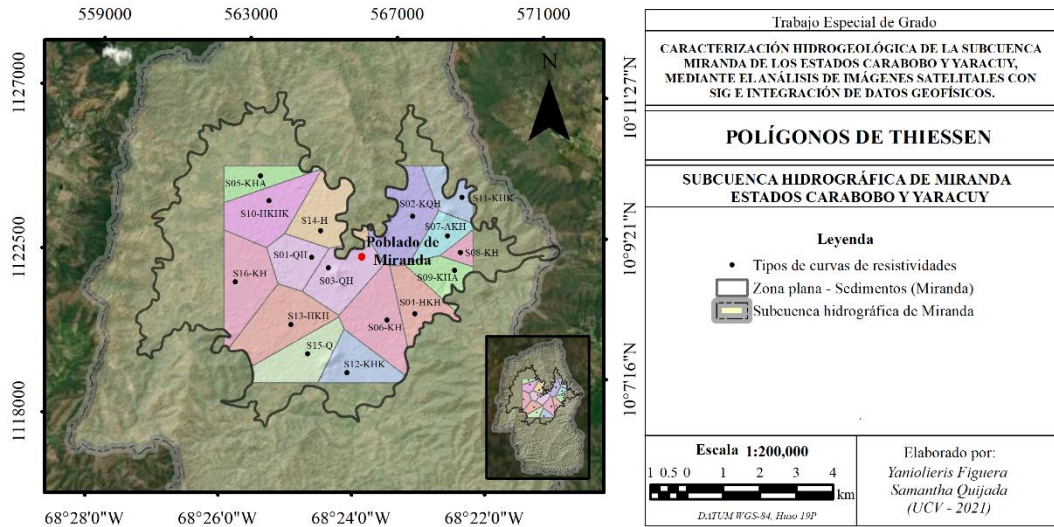 559000
563000
567000
571000
1127000
1122500
1118000
10°11'27"N
10°9'21"N
10°7'16"N
68°28'0"W
68°26'0"W
68°24'0"W
68°22'0"W
N
S05-KHA
S10-HKHK
S14-H
S02-KQH
S11-KHK
S07-AKH
S08-KH
S09-KHA
S01-QH
S03-QH
Poblado de
Miranda
S16-KH
S04-HKH
S06-KH
S13-HKH
S15-Q
S12-KHK
Trabajo Especial de Grado
CARACTERIZACIÓN HIDROGEOLÓGICA DE LA SUBCUENCA
MIRANDA DE LOS ESTADOS CARABOBO Y YARACUY,
MEDIANTE EL ANÁLISIS DE IMÁGENES SATELITALES CON
SIG E INTEGRACIÓN DE DATOS GEOFÍSICOS.
POLÍGONOS DE THIESSEN
SUBCUENCA HIDROGRÁFICA DE MIRANDA
ESTADOS CARABOBO Y YARACUY
Leyenda
Tipos de curvas de resistividades
Zona plana - Sedimentos (Miranda)
Subcuenca hidrográfica de Miranda
Escala 1:200,000
1 0.5 0 1 2 3 4
km
DATUM WGS-84, Huso 19P
Elaborado por:
Yaniolieris Figuera
Samantha Quijada
(UCV - 2021)